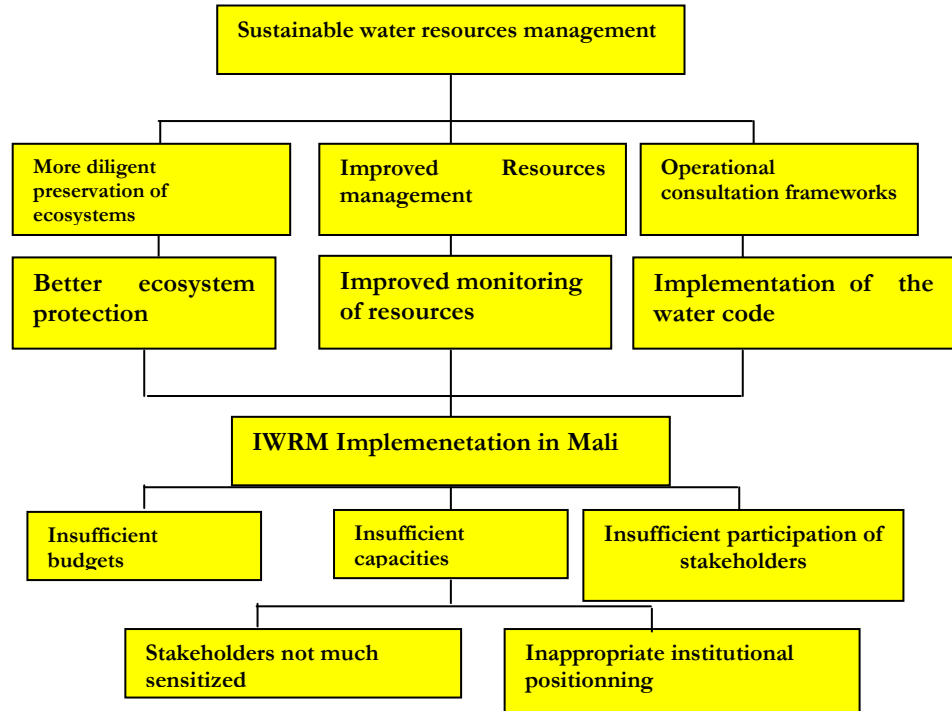 Sustainable water resources management
More diligent
preservation of
ecosystems
Improved Resources
management
Operational
consultation frameworks
Better ecosystem
protection
Improved monitoring
of resources
Implementation of the
water code
IWRM Implemenetation in Mali
Insufficient
budgets
Insufficient
capacities
Insufficient participation of
stakeholders
Stakeholders not much
sensitized
Inappropriate institutional
positionning